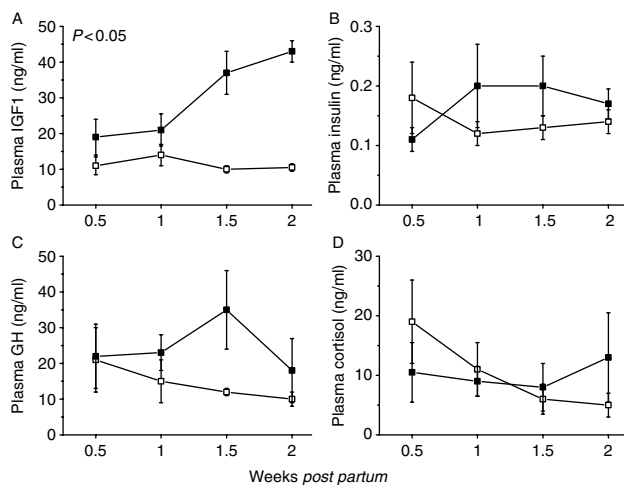 A
P<0.05
Plasma IGF1 (ng/ml)
50
40
30
20
10
0
0.5 1 1.5 2
B
Plasma insulin (ng/ml)
0.3
0.2
0.1
0.0
0.5 1 1.5 2
C
Plasma GH (ng/ml)
50
40
30
20
10
0
0.5 1 1.5 2
D
Plasma cortisol (ng/ml)
30
20
10
0
0.5 1 1.5 2
Weeks post partum